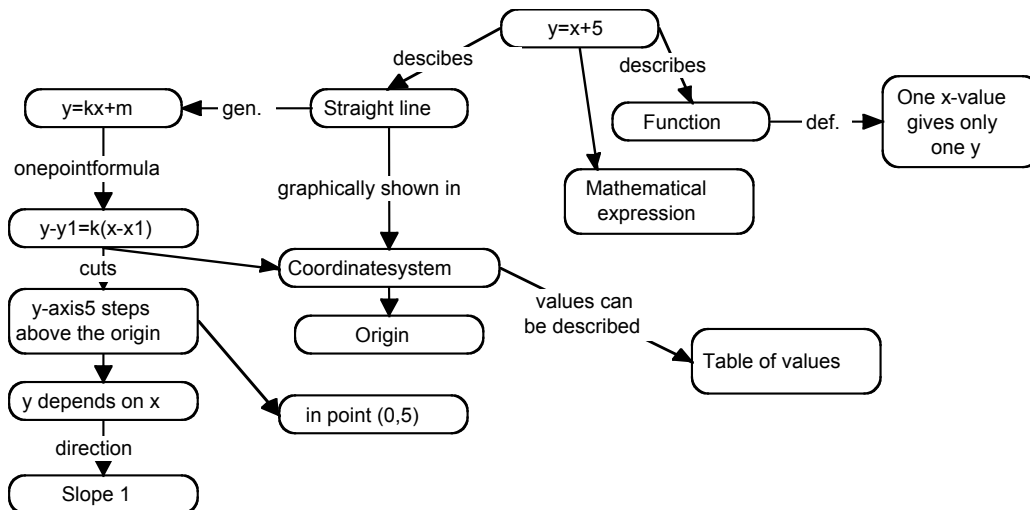 y=x+5
descibes
describes
y=kx+m
gen.
Straight line
Function
def.
One x-value
gives only
one y
onepointformula
graphically shown in
Mathematical
expression
y-y1=k(x-x1)
cuts
Coordinatesystem
y-axis5 steps
above the origin
values can
be described
Origin
Table of values
y depends on x
in point (0,5)
direction
Slope 1